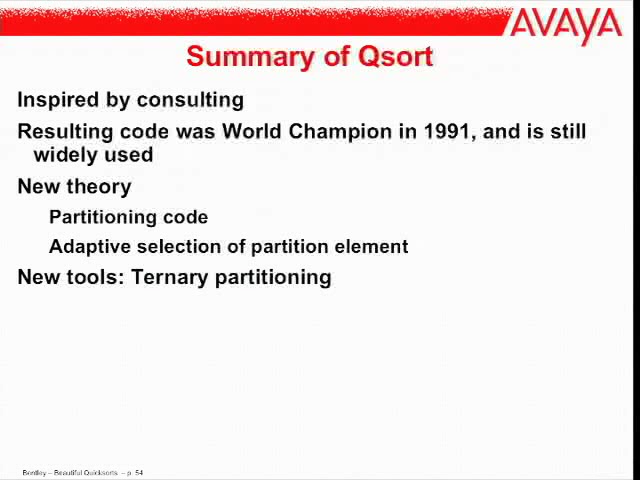 AVAYA
Summary of Qsort
Inspired by consulting
Resulting code was World Champion in 1991, and is still
widely used
New theory
Partitioning code
Adaptive selection of partition element
New tools: Ternary partitioning
Bentley – Beautiful Quicksorts – p. 54